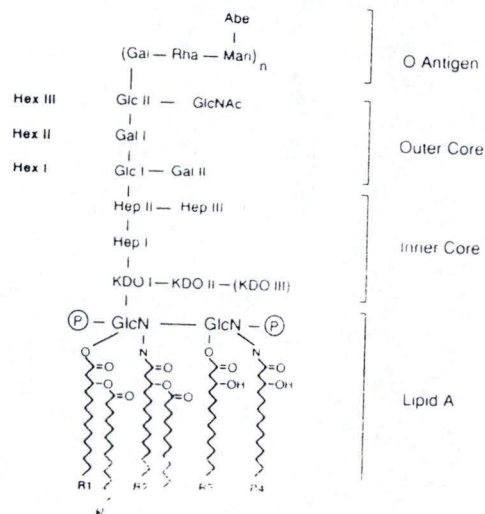 Abe
(Gal — Rha — Man)n
O Antigen
Hex III Glc II — GlcNAc
Hex II Gal I
Outer Core
Hex I Glc I — Gal II
Hep II — Hep III
Hep I
Inner Core
KDO I — KDO II — (KDO III)
P — GlcN — GlcN — P
O N O N
O O O O
O O OH OH
O O
Lipid A
R1 R2 R3 R4